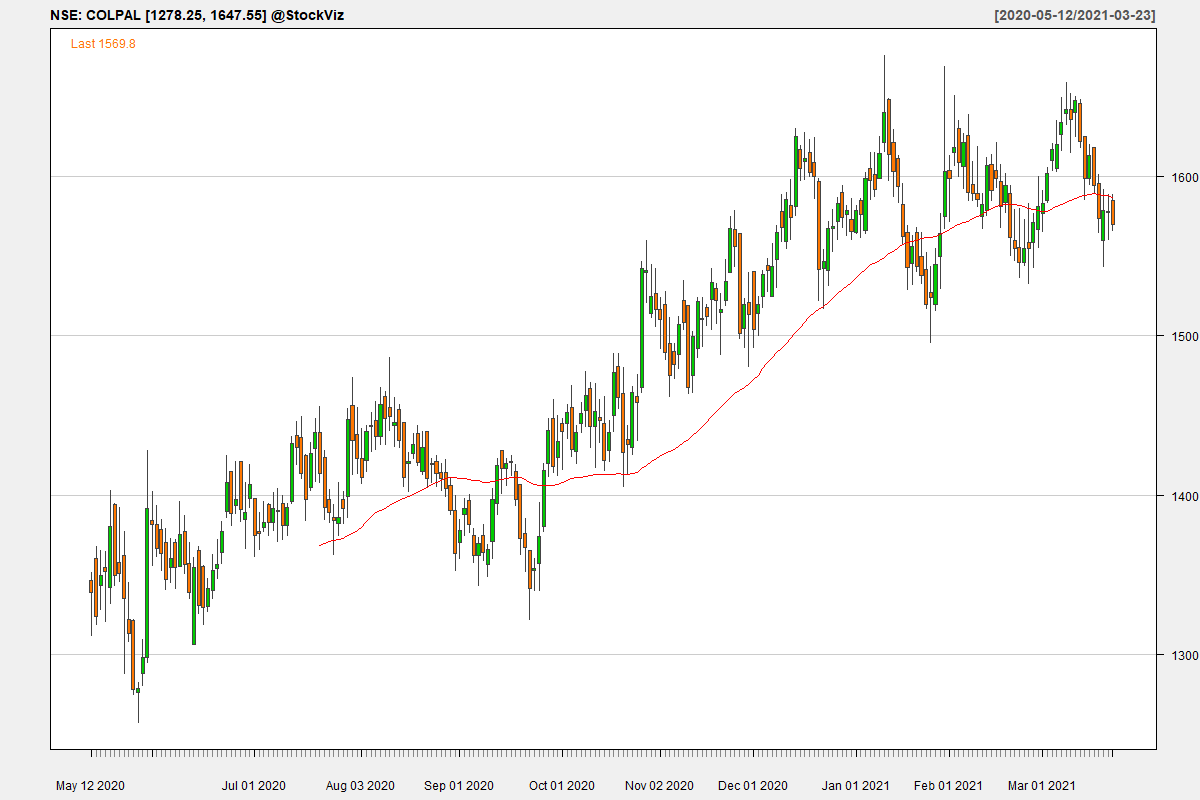 NSE: COLPAL [1278.25, 1647.55] @StockViz [2020-05-12/2021-03-23]
Last 1569.8
1600
1500
1400
1300
May 12 2020 Jul 01 2020 Aug 03 2020 Sep 01 2020 Oct 01 2020 Nov 02 2020 Dec 01 2020 Jan 01 2021 Feb 01 2021 Mar 01 2021